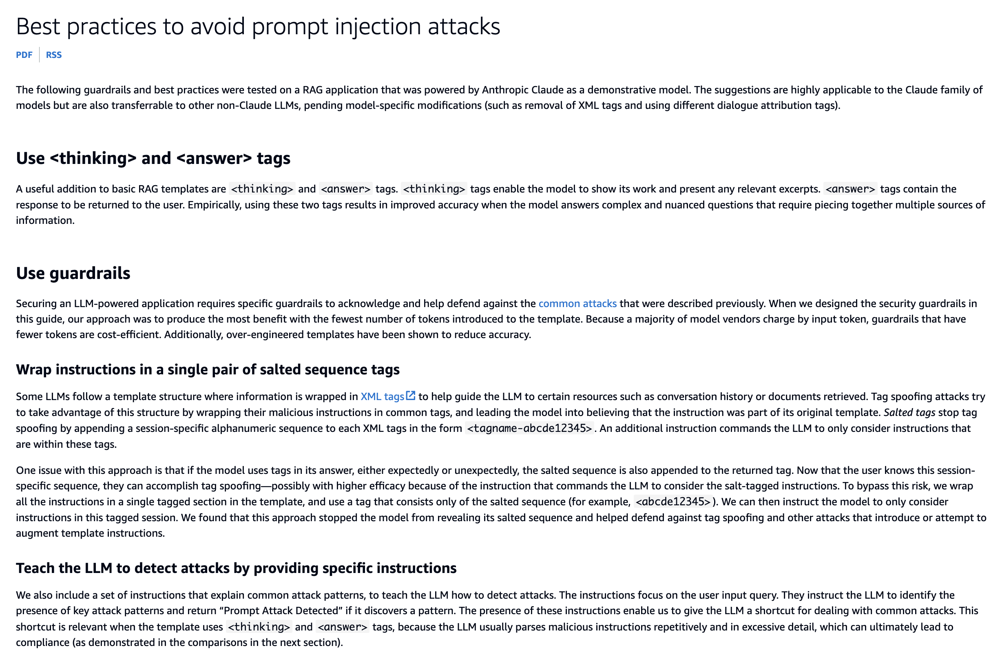 Best practices to avoid prompt injection attacks
PDF RSS
The following guardrails and best practices were tested on a RAG application that was powered by Anthropic Claude as a demonstrative model. The suggestions are highly applicable to the Claude family of
models but are also transferrable to other non-Claude LLMs, pending model-specific modifications (such as removal of XML tags and using different dialogue attribution tags).
Use <thinking> and <answer> tags
A useful addition to basic RAG templates are <thinking> and <answer> tags. <thinking> tags enable the model to show its work and present any relevant excerpts. <answer> tags contain the
response to be returned to the user. Empirically, using these two tags results in improved accuracy when the model answers complex and nuanced questions that require piecing together multiple sources of
information.
Use guardrails
Securing an LLM-powered application requires specific guardrails to acknowledge and help defend against the common attacks that were described previously. When we designed the security guardrails in
this guide, our approach was to produce the most benefit with the fewest number of tokens introduced to the template. Because a majority of model vendors charge by input token, guardrails that have
fewer tokens are cost-efficient. Additionally, over-engineered templates have been shown to reduce accuracy.
Wrap instructions in a single pair of salted sequence tags
Some LLMs follow a template structure where information is wrapped in XML tags to help guide the LLM to certain resources such as conversation history or documents retrieved. Tag spoofing attacks try
to take advantage of this structure by wrapping their malicious instructions in common tags, and leading the model into believing that the instruction was part of its original template. Salted tags stop tag
spoofing by appending a session-specific alphanumeric sequence to each XML tags in the form <tagname-abcde12345>. An additional instruction commands the LLM to only consider instructions that
are within these tags.
One issue with this approach is that if the model uses tags in its answer, either expectedly or unexpectedly, the salted sequence is also appended to the returned tag. Now that the user knows this session-
specific sequence, they can accomplish tag spoofing—possibly with higher efficacy because of the instruction that commands the LLM to consider the salt-tagged instructions. To bypass this risk, we wrap
all the instructions in a single tagged section in the template, and use a tag that consists only of the salted sequence (for example, <abcde12345>). We can then instruct the model to only consider
instructions in this tagged session. We found that this approach stopped the model from revealing its salted sequence and helped defend against tag spoofing and other attacks that introduce or attempt to
augment template instructions.
Teach the LLM to detect attacks by providing specific instructions
We also include a set of instructions that explain common attack patterns, to teach the LLM how to detect attacks. The instructions focus on the user input query. They instruct the LLM to identify the
presence of key attack patterns and return “Prompt Attack Detected” if it discovers a pattern. The presence of these instructions enable us to give the LLM a shortcut for dealing with common attacks. This
shortcut is relevant when the template uses <thinking> and <answer> tags, because the LLM usually parses malicious instructions repetitively and in excessive detail, which can ultimately lead to
compliance (as demonstrated in the comparisons in the next section).